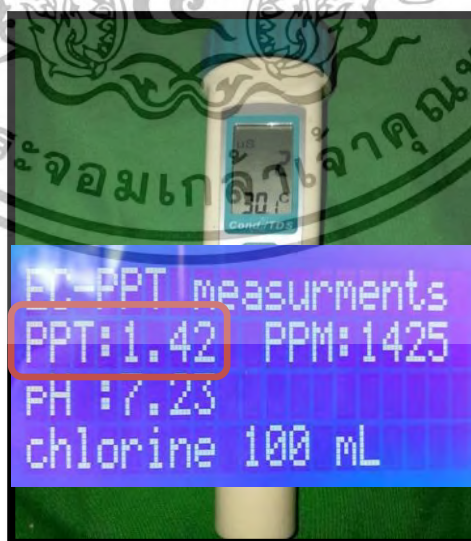 ะจอมเกล้าเจ้าคุณ
µS
30.1°C
Cond/TDS
EC-PPT measurments
PPT:1.42 PPM:1425
PH :7.23
chlorine 100 mL